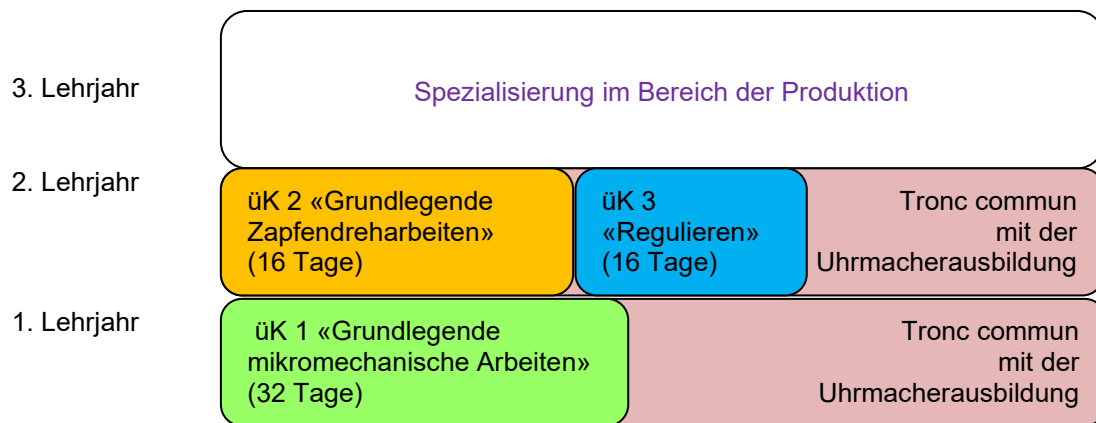 3. Lehrjahr
Spezialisierung im Bereich der Produktion
2. Lehrjahr
üK 2 «Grundlegende
Zapfendreharbeiten»
(16 Tage)
üK 3
«Regulieren»
(16 Tage)
Tronc commun
mit der
Uhrmacherausbildung
1. Lehrjahr
üK 1 «Grundlegende
mikromechanische Arbeiten»
(32 Tage)
Tronc commun
mit der
Uhrmacherausbildung